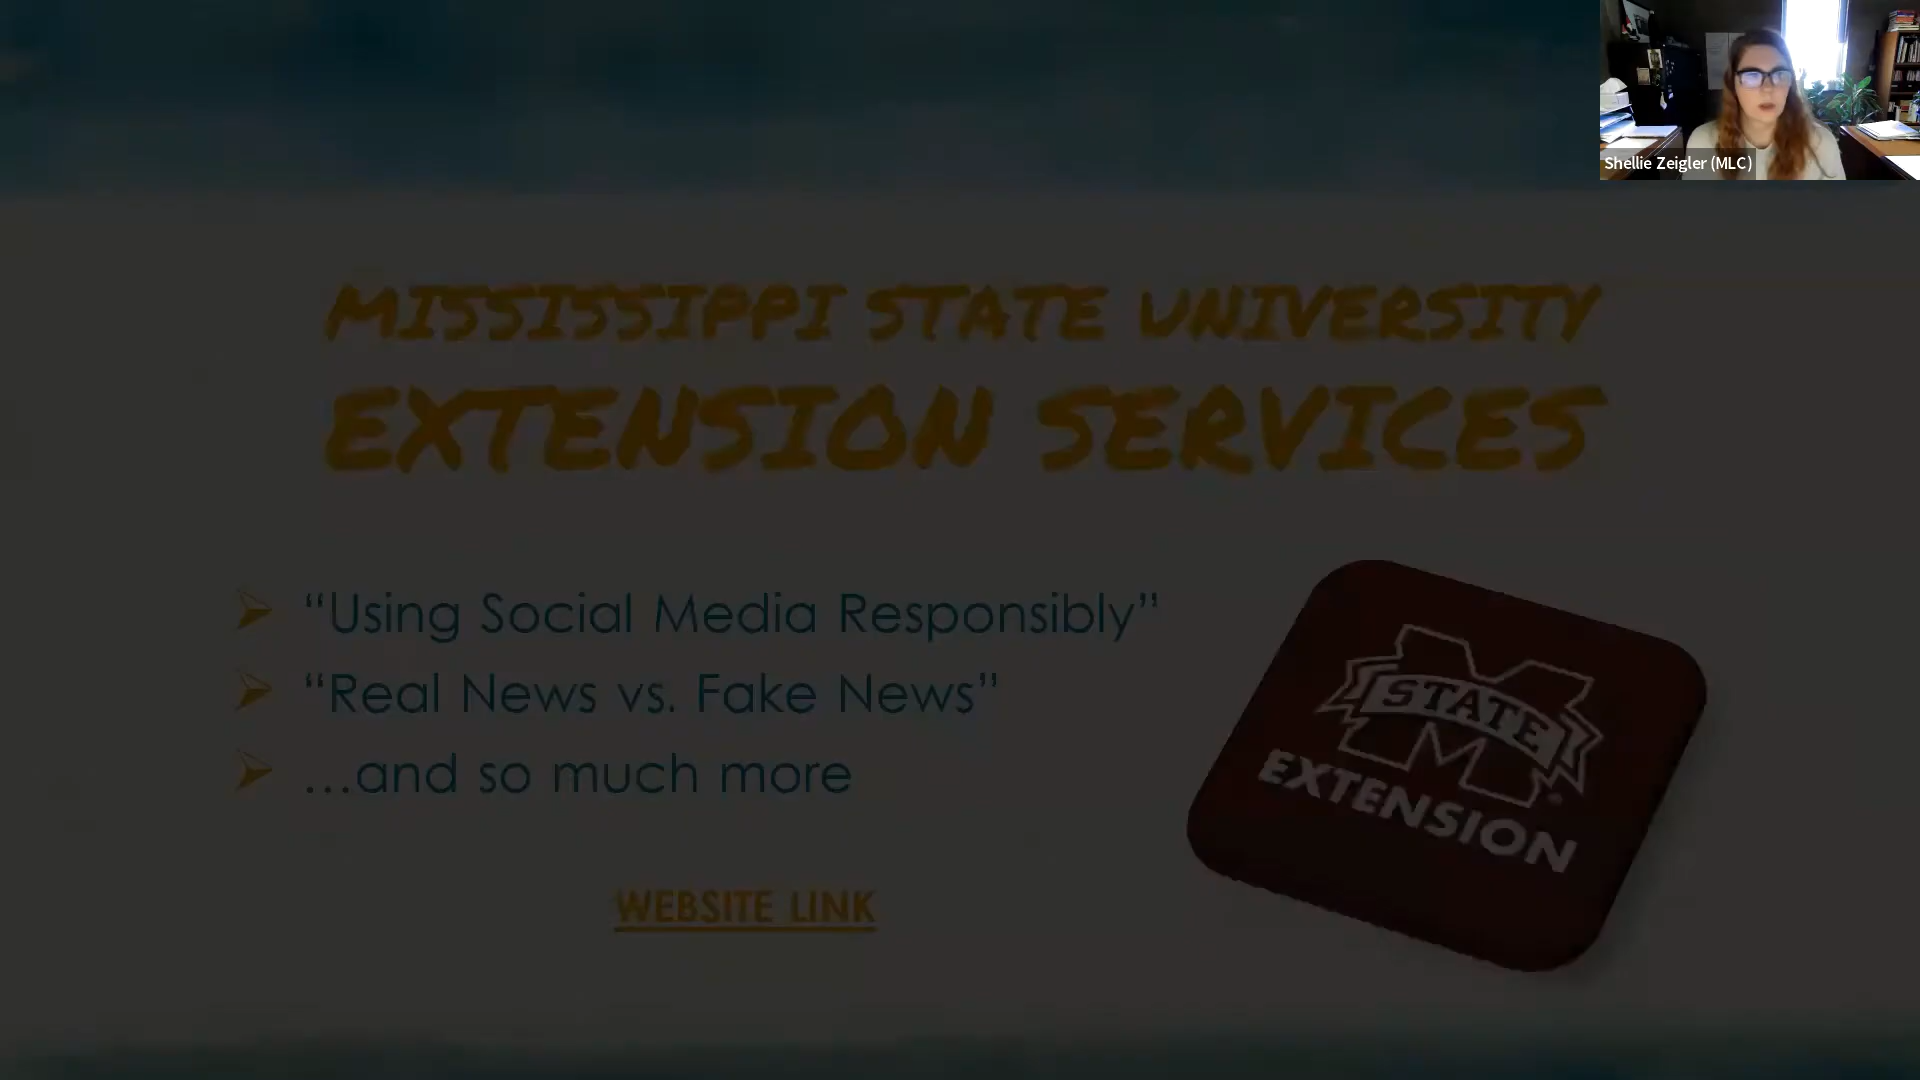 Shellie Zeigler (MLC)
MISSISSIPPI STATE UNIVERSITY
EXTENSION SERVICES
“Using Social Media Responsibly”
“Real News vs. Fake News”
...and so much more
WEBSITE LINK
M
STATE
EXTENSION